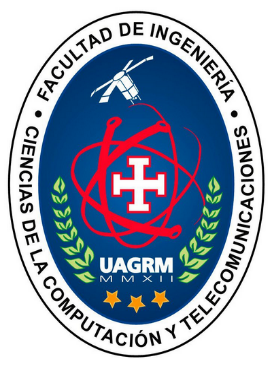 FACULTAD DE INGENIERÍA
CIENCIAS DE LA COMPUTACIÓN Y TELECOMUNICACIONES
UAGRM
MMXII